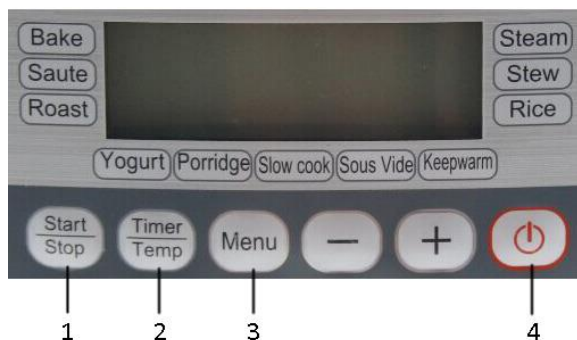 Bake
Saute
Roast
Steam
Stew
Rice
Yogurt Porridge Slow cook Sous Vide Keepwarm
Start
Stop
Timer
Temp
Menu
- +
1 2 3 4